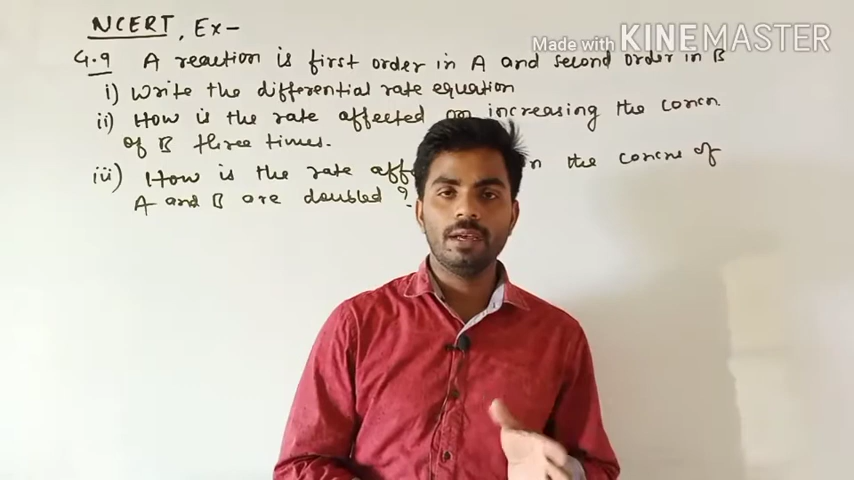 NCERT, Ex-
Made with KINEMASTER
4.9 A reaction is first order in A and second order in B
i) Write the differential rate equation
ii) How is the rate affected on increasing the concn.
of B three times.
iii) How is the rate aff the concne of
A and B are doubled ?